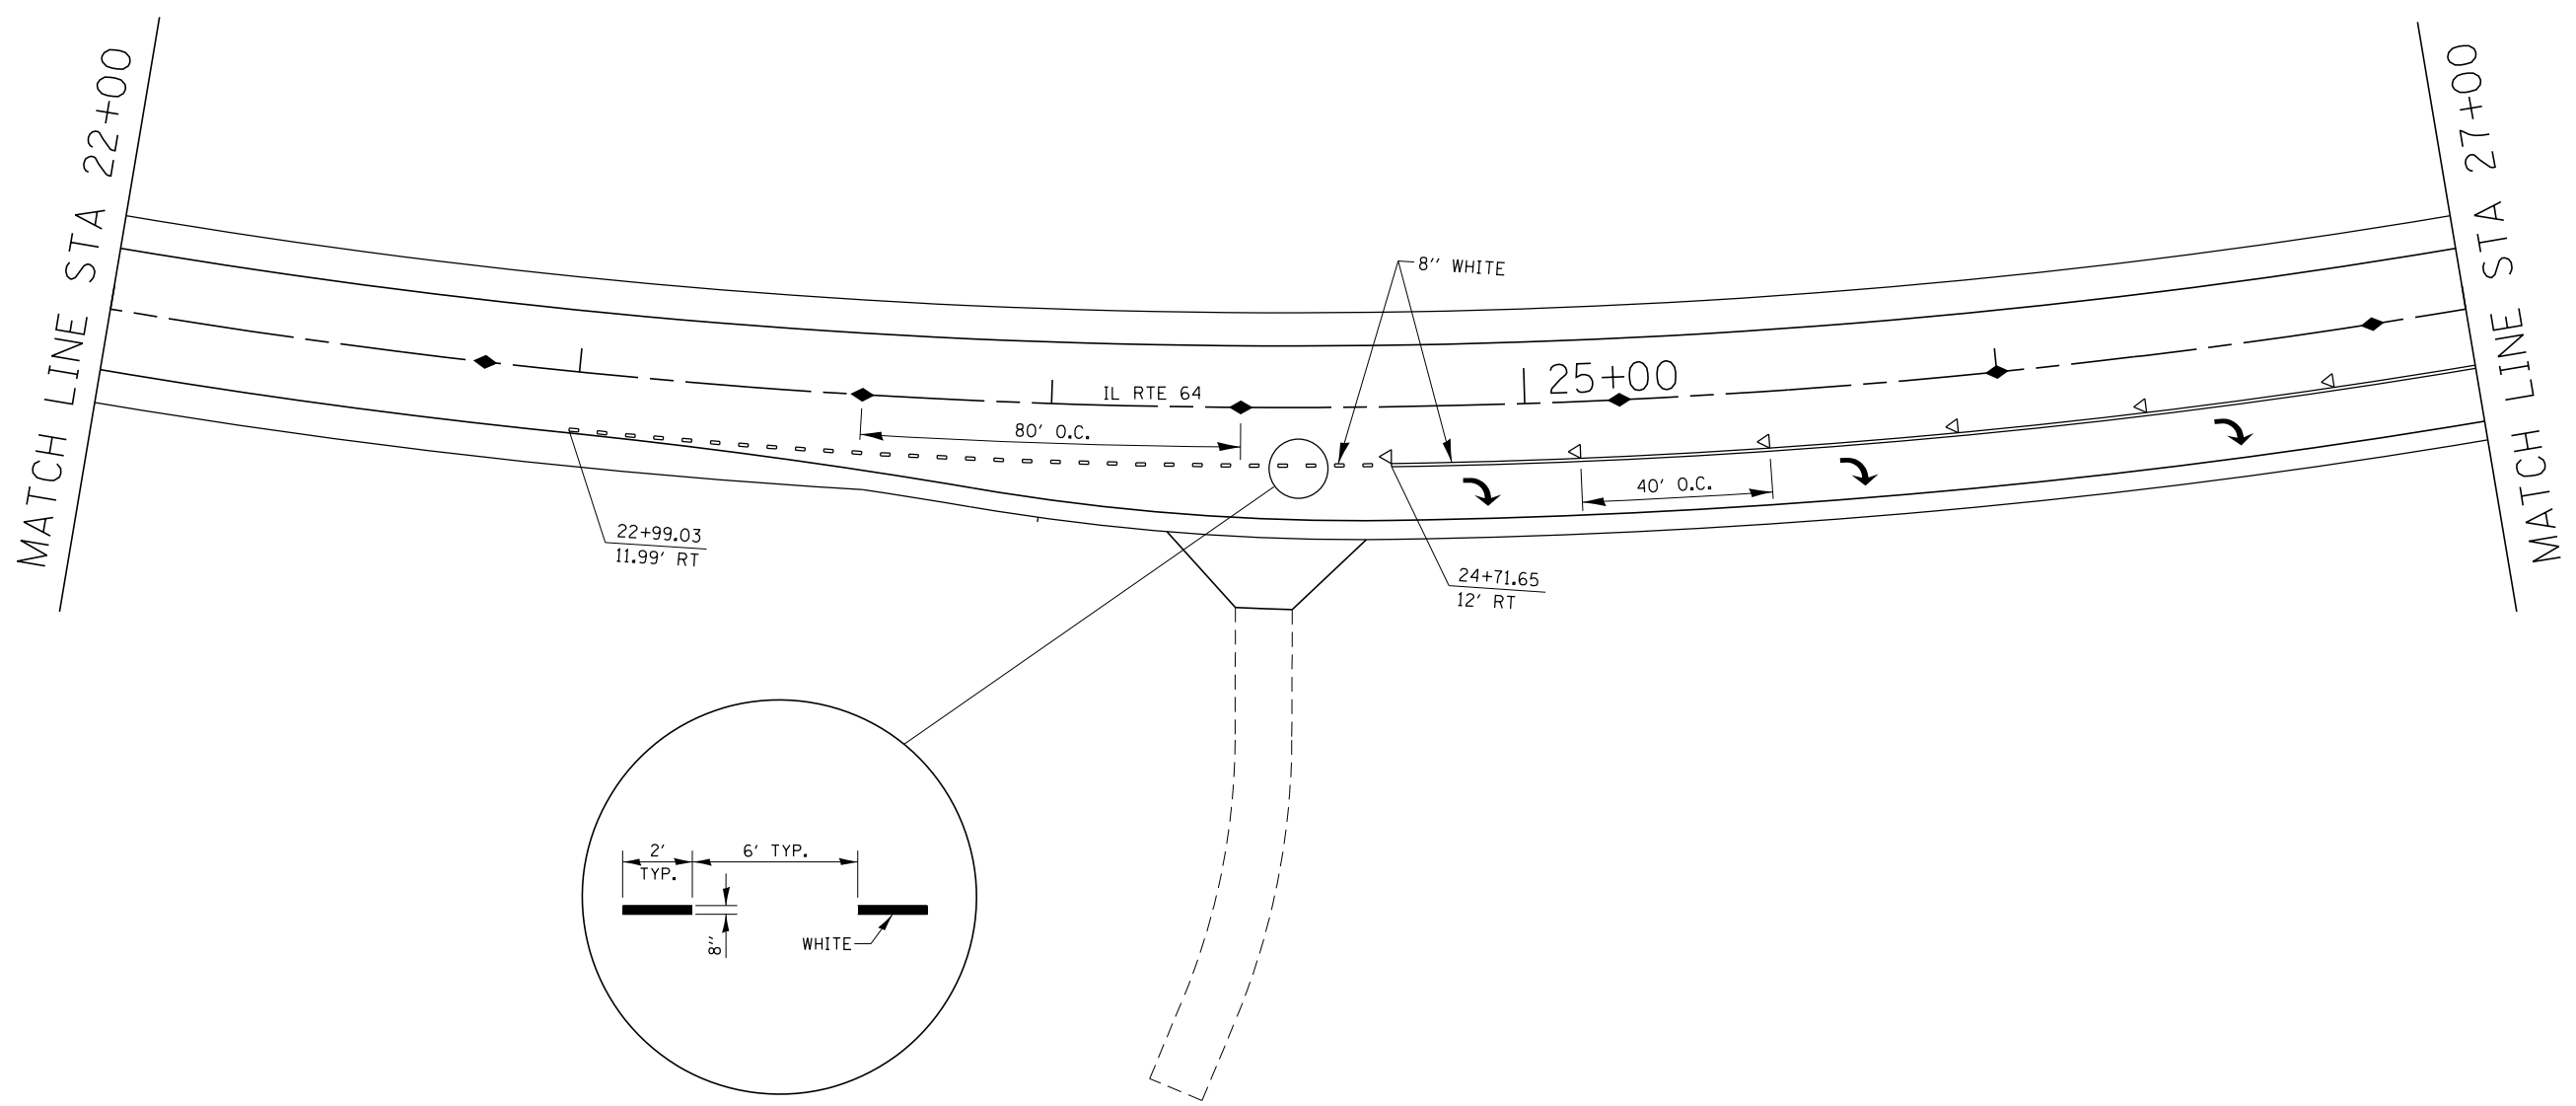 MATCH LINE STA 22+00
MATCH LINE STA 27+00
8'' WHITE
25+00
IL RTE 64
80' O.C.
40' O.C.
22+99.03
11.99' RT
24+71.65
12' RT
2'
TYP.
6' TYP.
8''
WHITE